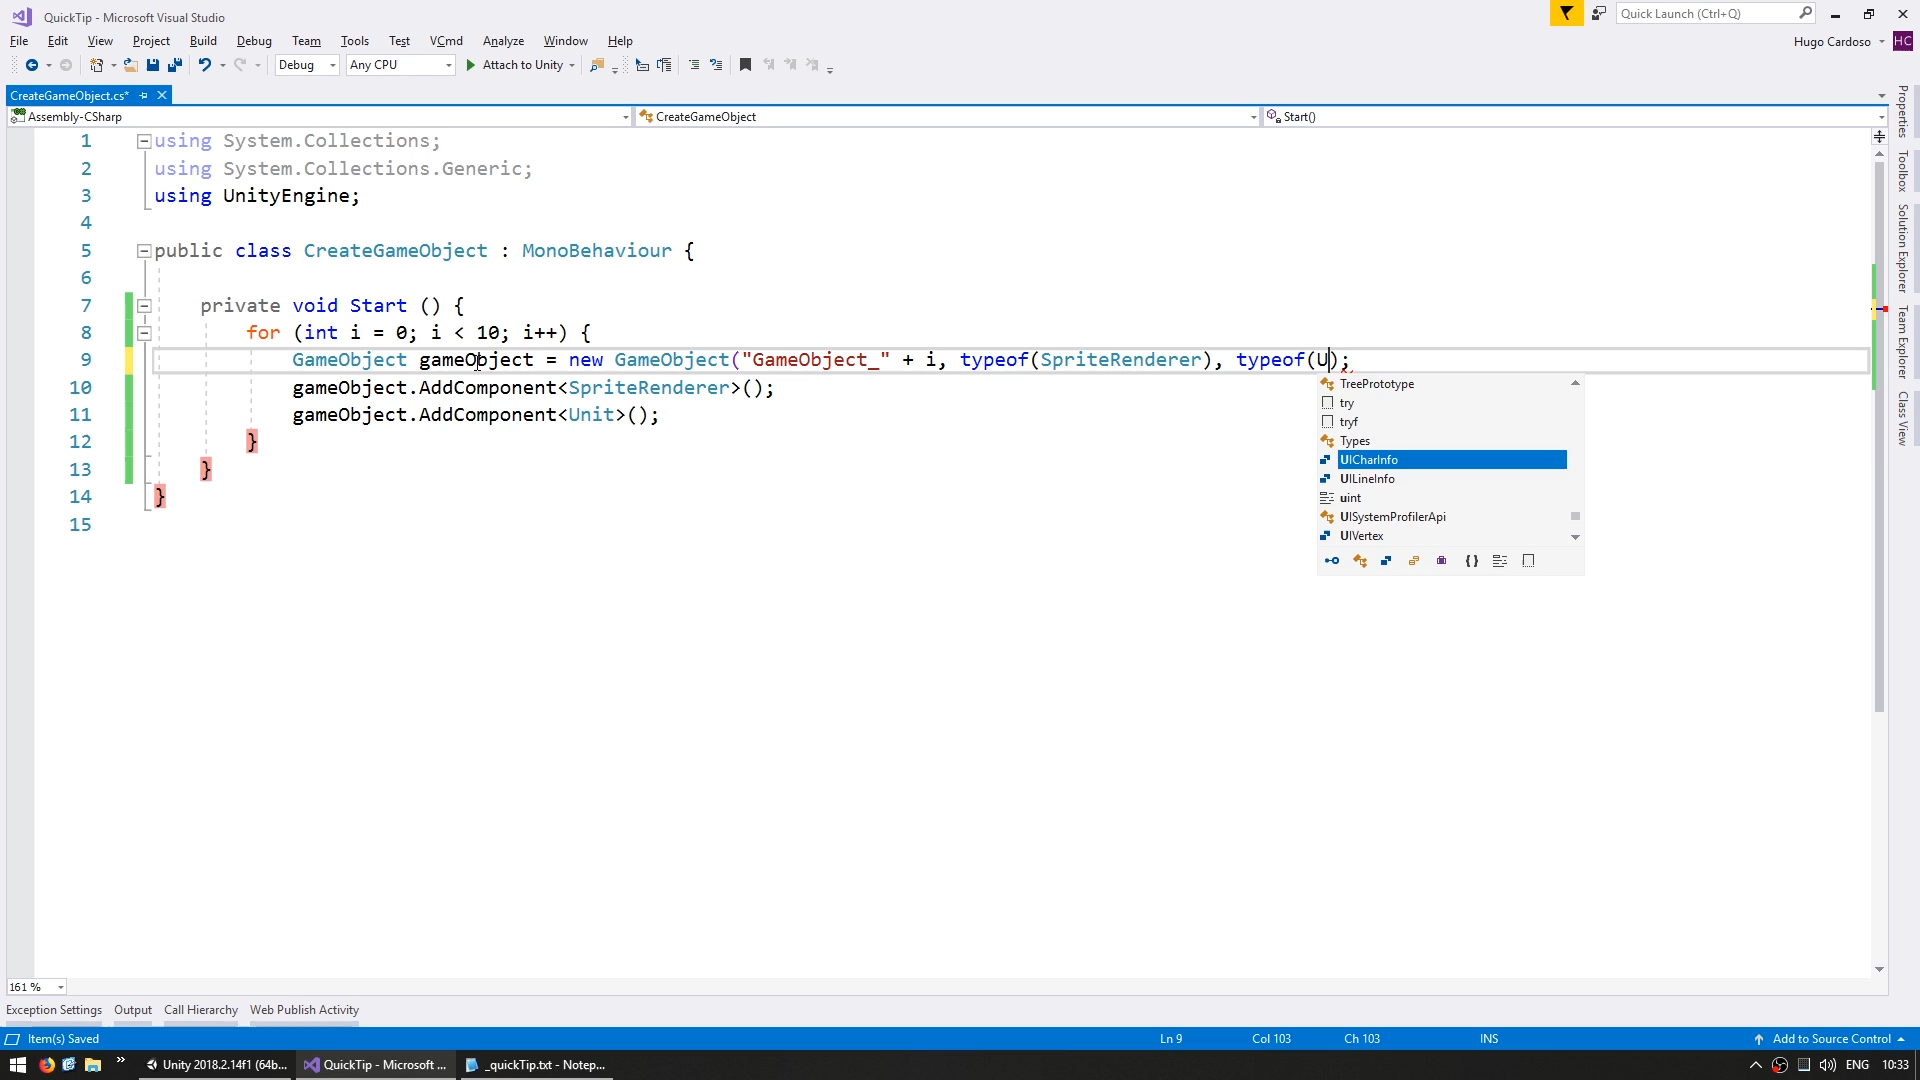 QuickTip - Microsoft Visual Studio
Quick Launch (Ctrl+Q)
File Edit View Project Build Debug Team Tools Test VCmd Analyze Window Help
Hugo Cardoso HC
Debug Any CPU Attach to Unity
CreateGameObject.cs*
Assembly-CSharp CreateGameObject Start()
1 using System.Collections;
2 using System.Collections.Generic;
3 using UnityEngine;
4
5 public class CreateGameObject : MonoBehaviour {
6
7 private void Start () {
8 for (int i = 0; i < 10; i++) {
9 GameObject gameObject = new GameObject("GameObject_" + i, typeof(SpriteRenderer), typeof(U);
10 gameObject.AddComponent<SpriteRenderer>();
11 gameObject.AddComponent<Unit>();
12 }
13 }
14 }
15
TreePrototype
try
tryf
Types
UICharInfo
UILineInfo
uint
UISystemProfilerApi
UIVertex
Properties
Toolbox
Solution Explorer
Team Explorer
Class View
161 %
Exception Settings Output Call Hierarchy Web Publish Activity
Item(s) Saved Ln 9 Col 103 Ch 103 INS Add to Source Control
Unity 2018.2.14f1 (64b... QuickTip - Microsoft ... _quickTip.txt - Notep... ENG 10:33